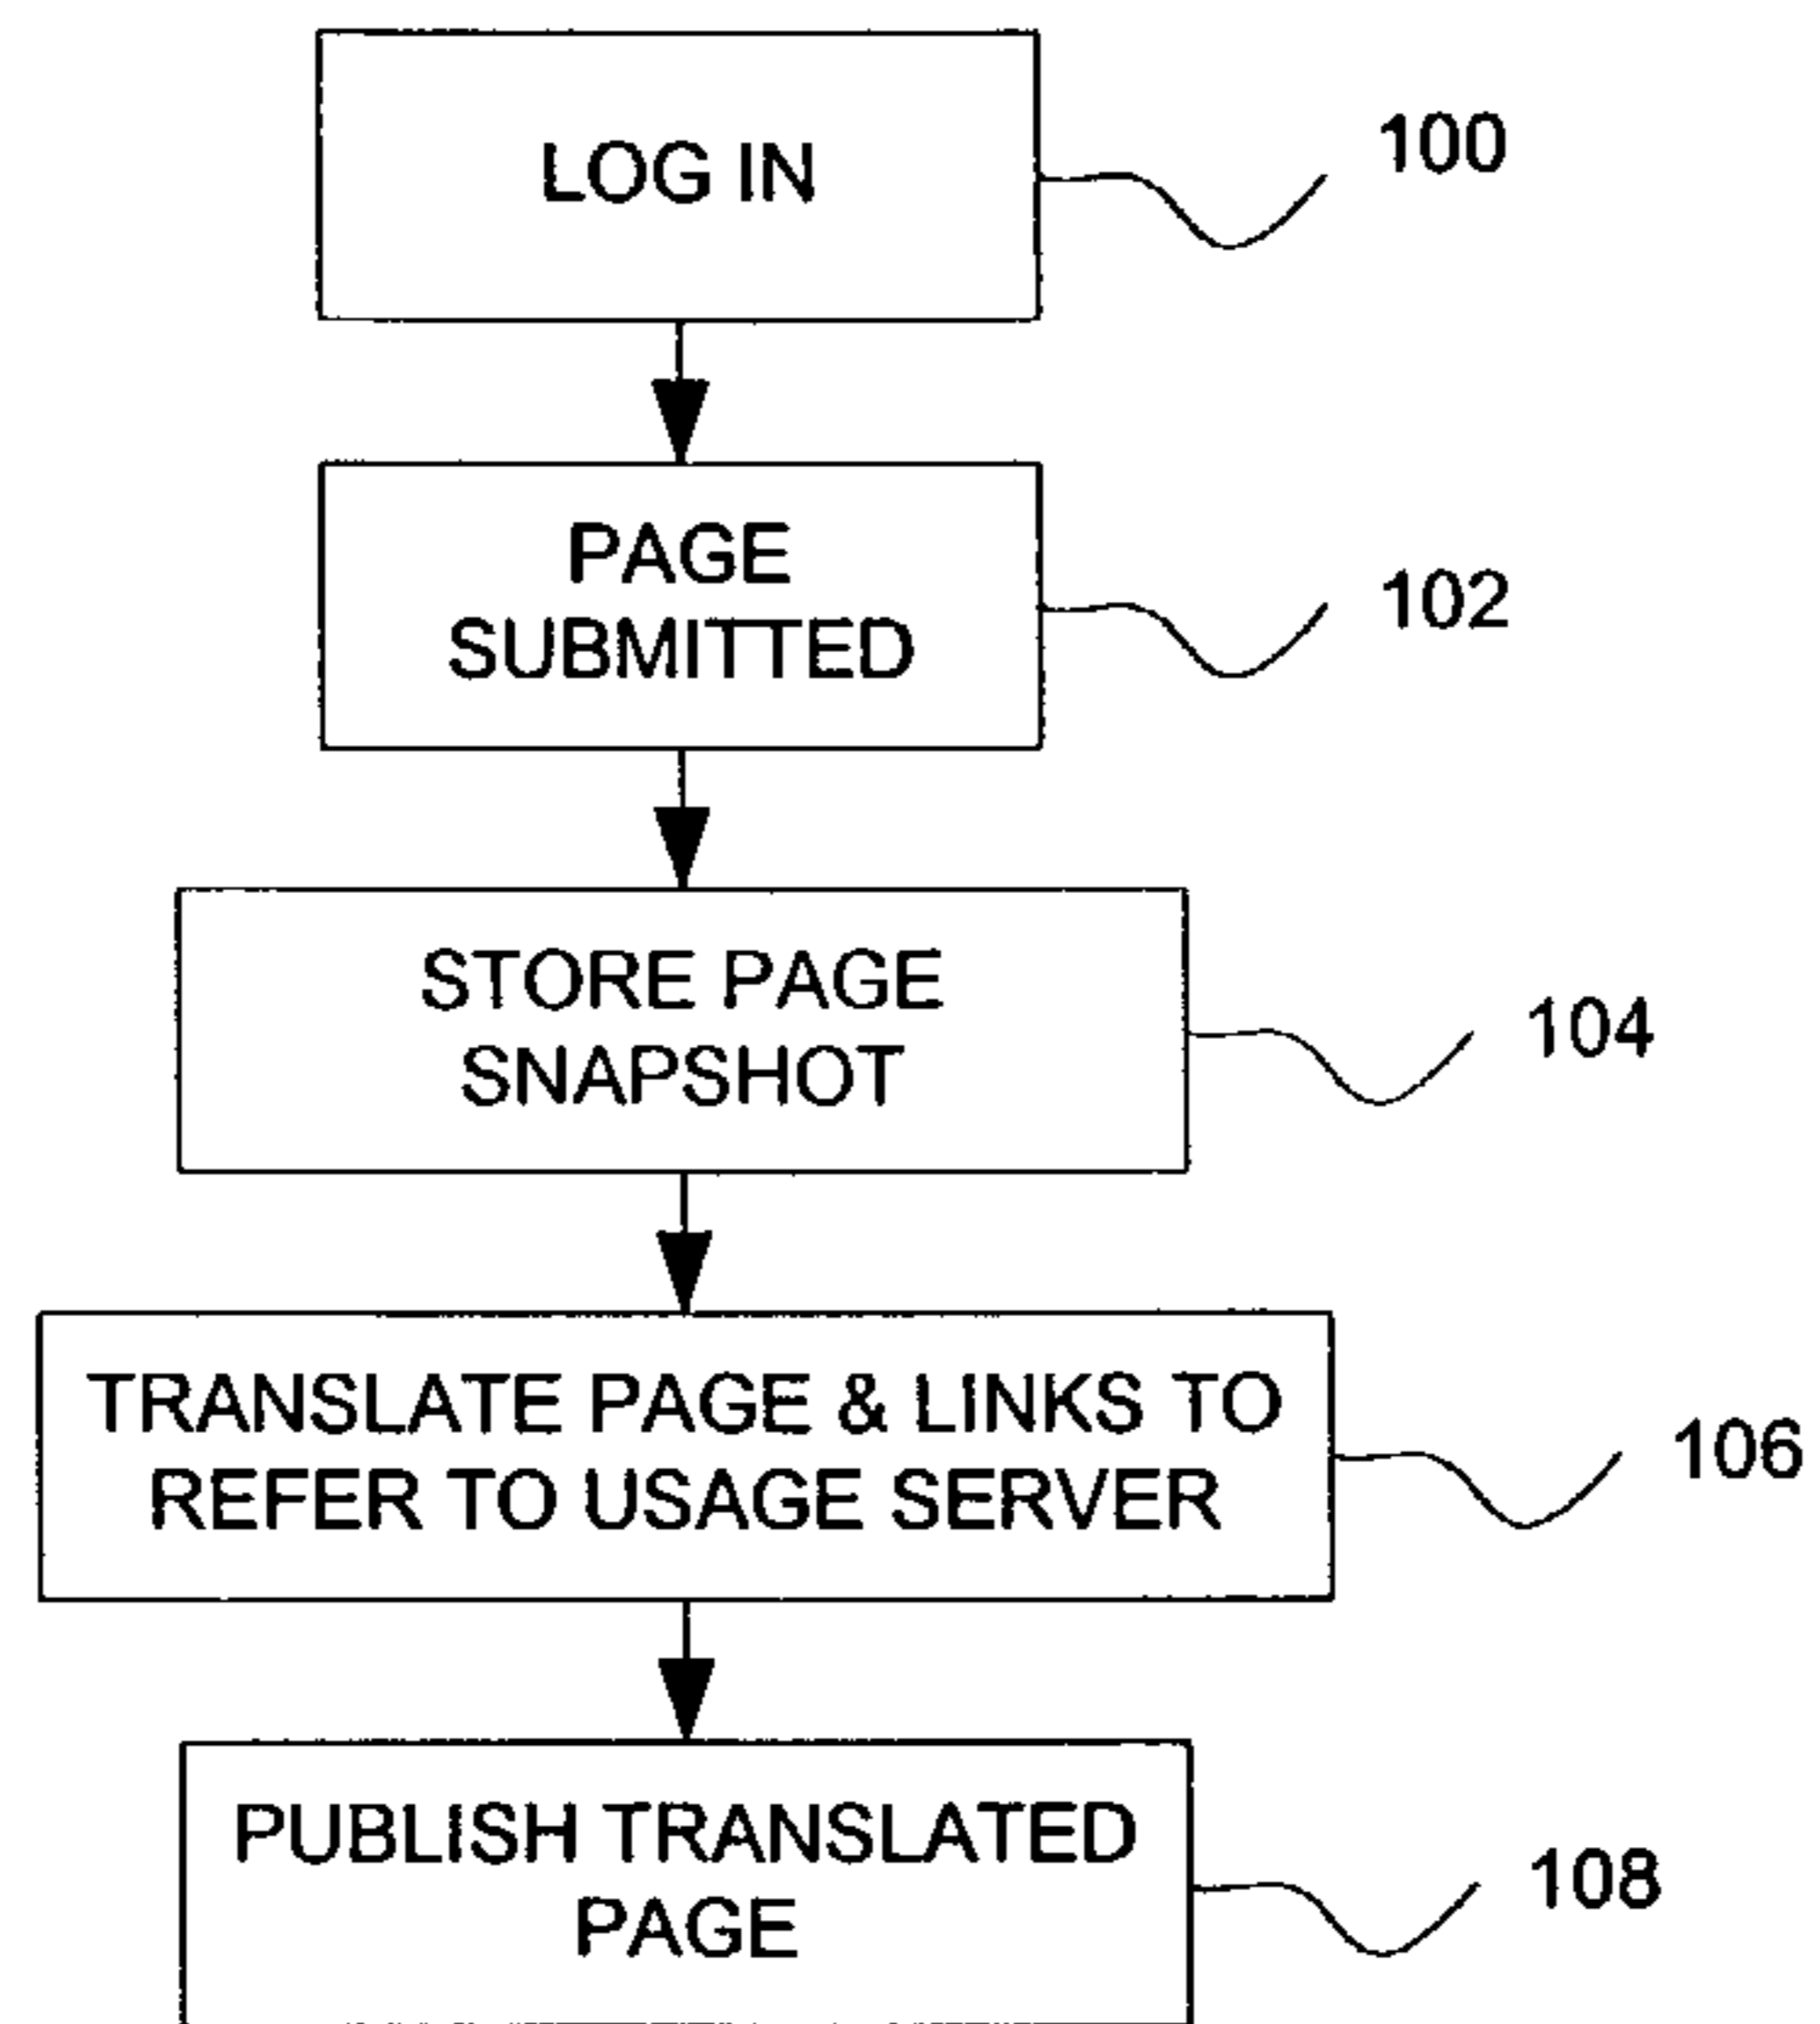 LOG IN
100
PAGE
SUBMITTED
102
STORE PAGE
SNAPSHOT
104
TRANSLATE PAGE & LINKS TO
REFER TO USAGE SERVER
106
PUBLISH TRANSLATED
PAGE
108